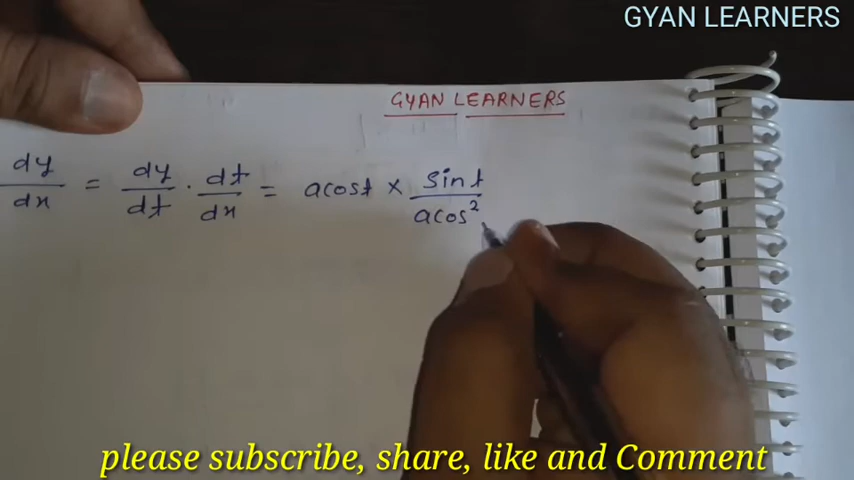 GYAN LEARNERS
GYAN LEARNERS
dy/dx = dy/dt · dt/dx = acost × sint/acos²
please subscribe, share, like and Comment